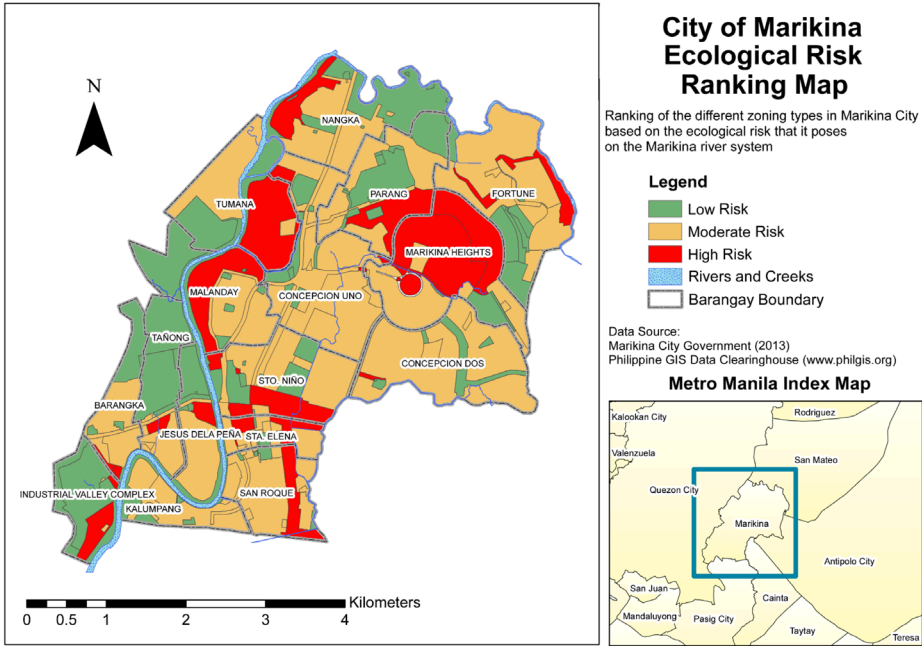 City of Marikina
Ecological Risk
Ranking Map
Ranking of the different zoning types in Marikina City
based on the ecological risk that it poses
on the Marikina river system
Legend
Low Risk
Moderate Risk
High Risk
Rivers and Creeks
Barangay Boundary
Data Source:
Marikina City Government (2013)
Philippine GIS Data Clearinghouse (www.philgis.org)
Metro Manila Index Map
Kalookan City
Rodriguez
Valenzuela
San Mateo
Quezon City
Marikina
Antipolo City
San Juan
Cainta
Mandaluyong
Pasig City
Taytay
Teresa
N
NANGKA
PARANG
FORTUNE
TUMANA
MARIKINA HEIGHTS
MALANDAY
CONCEPCION UNO
TAÑONG
CONCEPCION DOS
STO. NIÑO
BARANGKA
JESUS DELA PEÑA
STA. ELENA
INDUSTRIAL VALLEY COMPLEX
SAN ROQUE
KALUMPANG
Kilometers
0 0.5 1 2 3 4